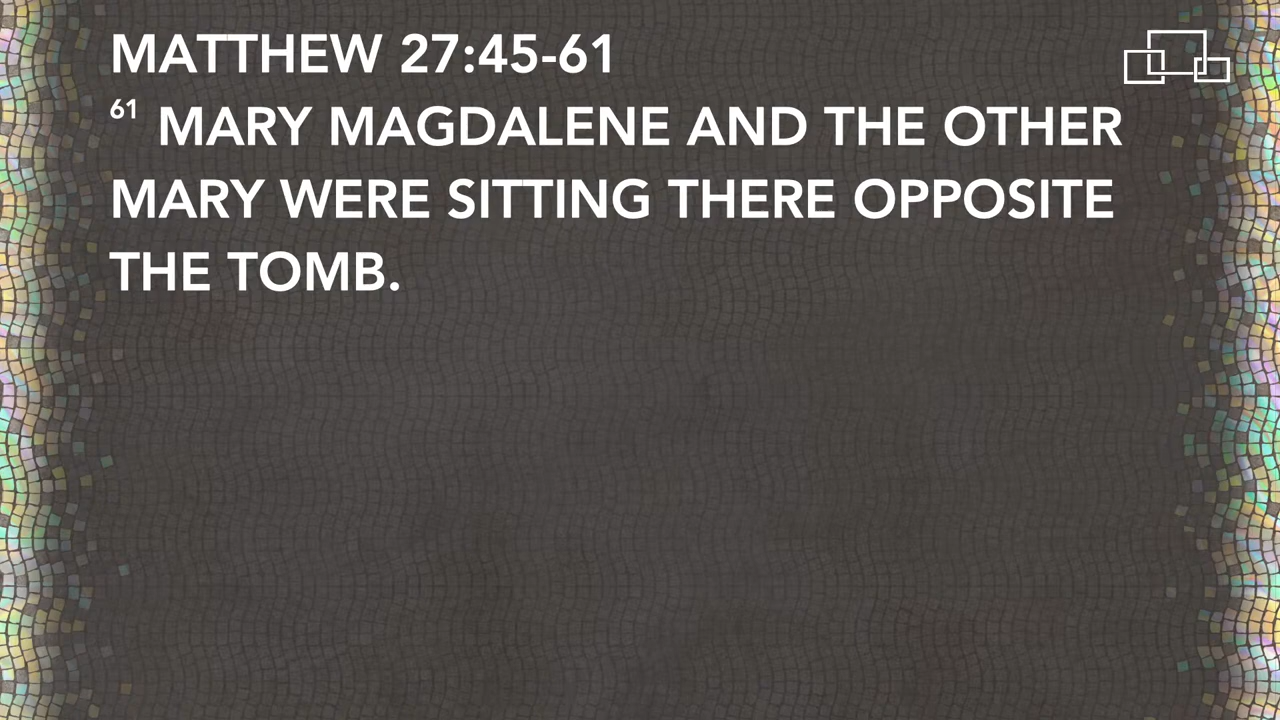 MATTHEW 27:45-61
61 MARY MAGDALENE AND THE OTHER
MARY WERE SITTING THERE OPPOSITE
THE TOMB.